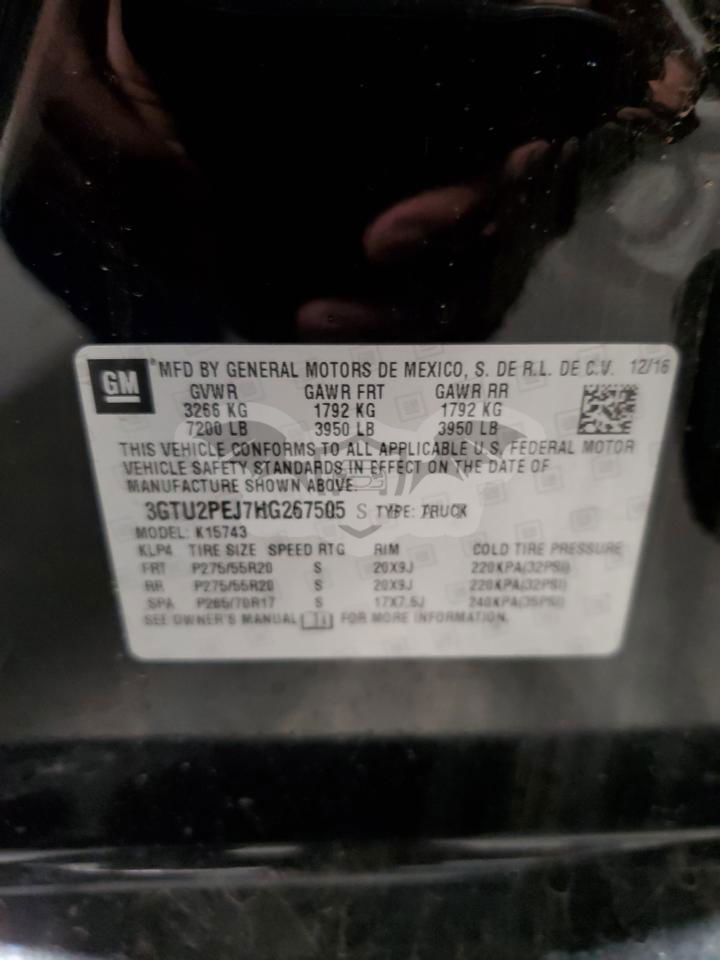 GM
MFD BY GENERAL MOTORS DE MEXICO, S. DE R.L. DE C.V. 12/16
GVWR GAWR FRT GAWR RR
3266 KG 1792 KG 1792 KG
7200 LB 3950 LB 3950 LB
THIS VEHICLE CONFORMS TO ALL APPLICABLE U.S. FEDERAL MOTOR
VEHICLE SAFETY STANDARDS IN EFFECT ON THE DATE OF
MANUFACTURE SHOWN ABOVE.
3GTU2PEJ7HG267505 S TYPE: TRUCK
MODEL: K15743
KLP4 TIRE SIZE SPEED RTG RIM COLD TIRE PRESSURE
FRT P275/55R20 S 20X9J 220KPA(32PSI)
RR P275/55R20 S 20X9J 220KPA(32PSI)
SPA P265/70R17 S 17X7.5J 240KPA(35PSI)
SEE OWNER'S MANUAL FOR MORE INFORMATION.